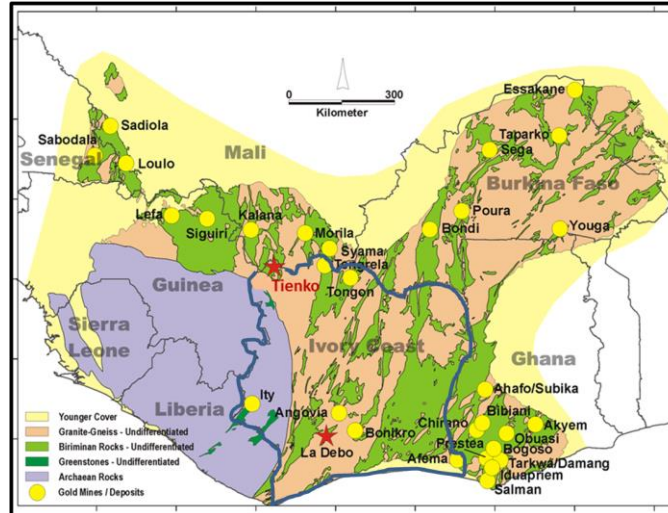 0 300
Kilometer
Essakane
Sadiola
Taparko
Sabodala
Sega
Senegal
Loulo
Mali
Burkina Faso
Lefa
Siguiri
Kalana
Morila
Poura
Bondi
Youga
Syama
Tengrela
Guinea
Tienko
Tongon
Sierra
Leone
Ivory Coast
Ghana
Ity
Liberia
Angovia
Bonikro
La Debo
Ahafo/Subika
Chirano
Bibiani
Akyem
Prestea
Obuasi
Bogoso
Afema
Tarkwa/Damang
Iduapriem
Salman
Younger Cover
Granite-Gneiss - Undifferentiated
Biriminan Rocks - Undifferentiated
Greenstones - Undifferentiated
Archaean Rocks
Gold Mines / Deposits